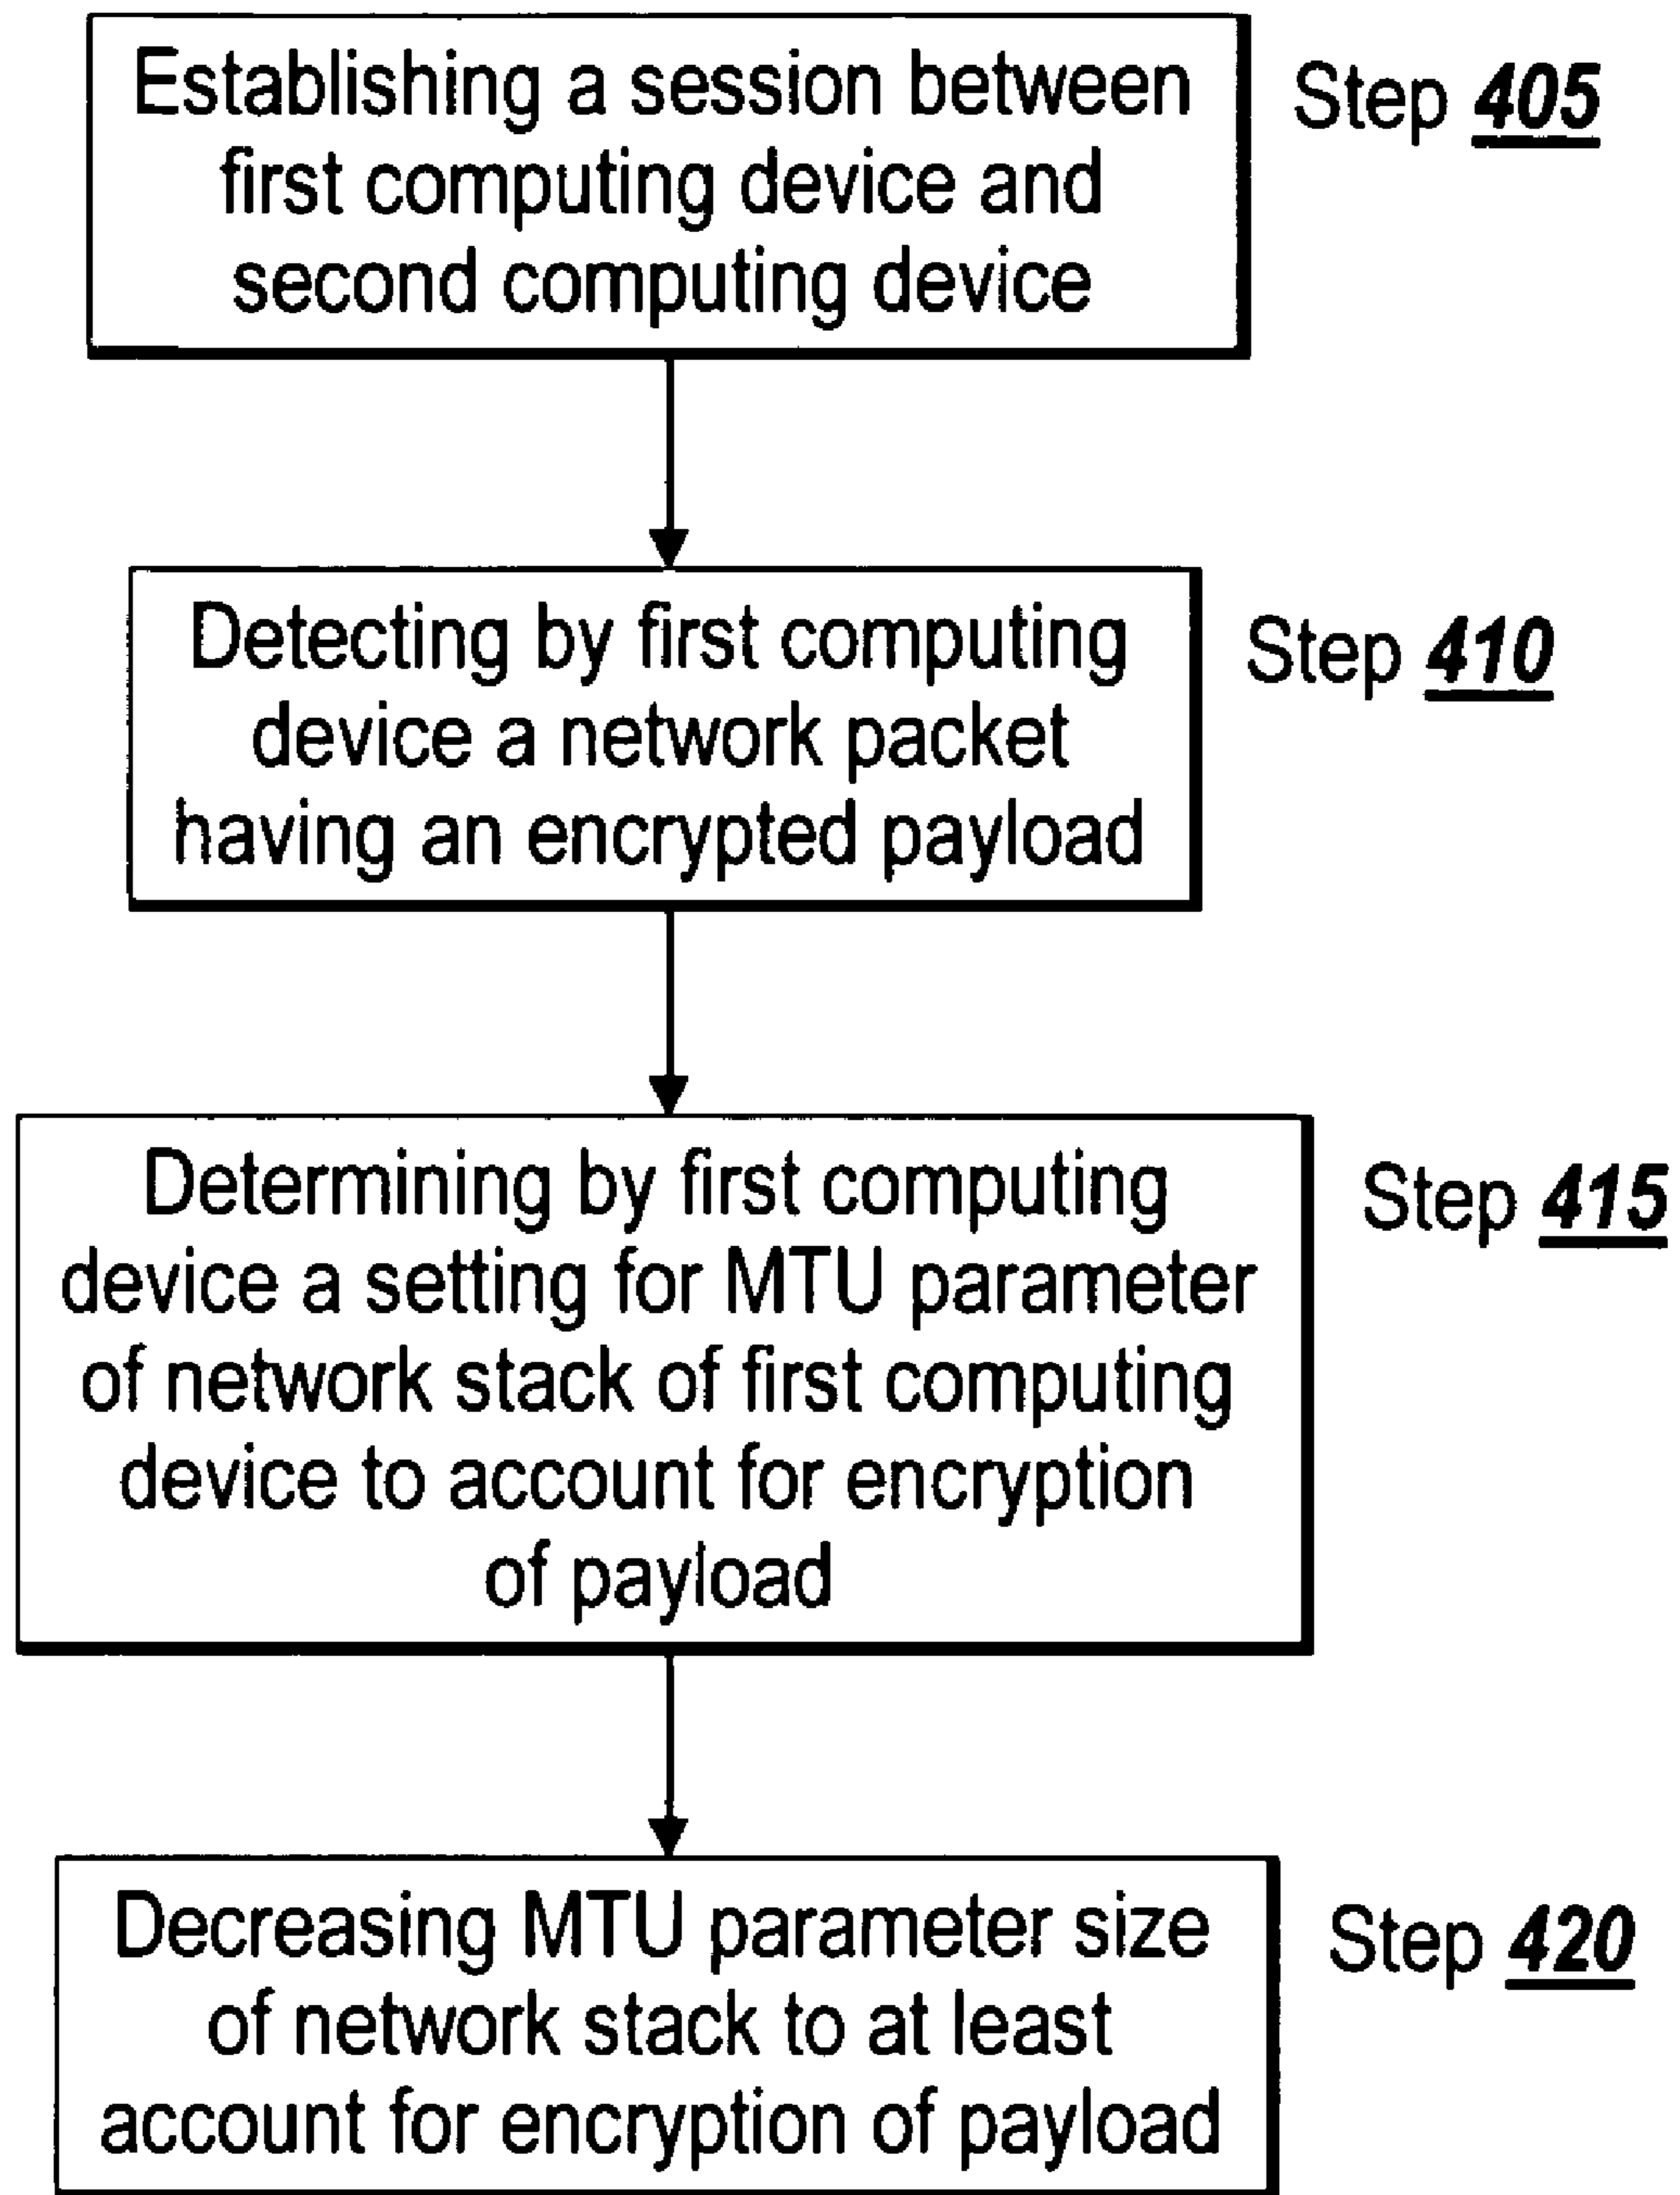 Establishing a session between
first computing device and
second computing device
Step 405
Detecting by first computing
device a network packet
having an encrypted payload
Step 410
Determining by first computing
device a setting for MTU parameter
of network stack of first computing
device to account for encryption
of payload
Step 415
Decreasing MTU parameter size
of network stack to at least
account for encryption of payload
Step 420